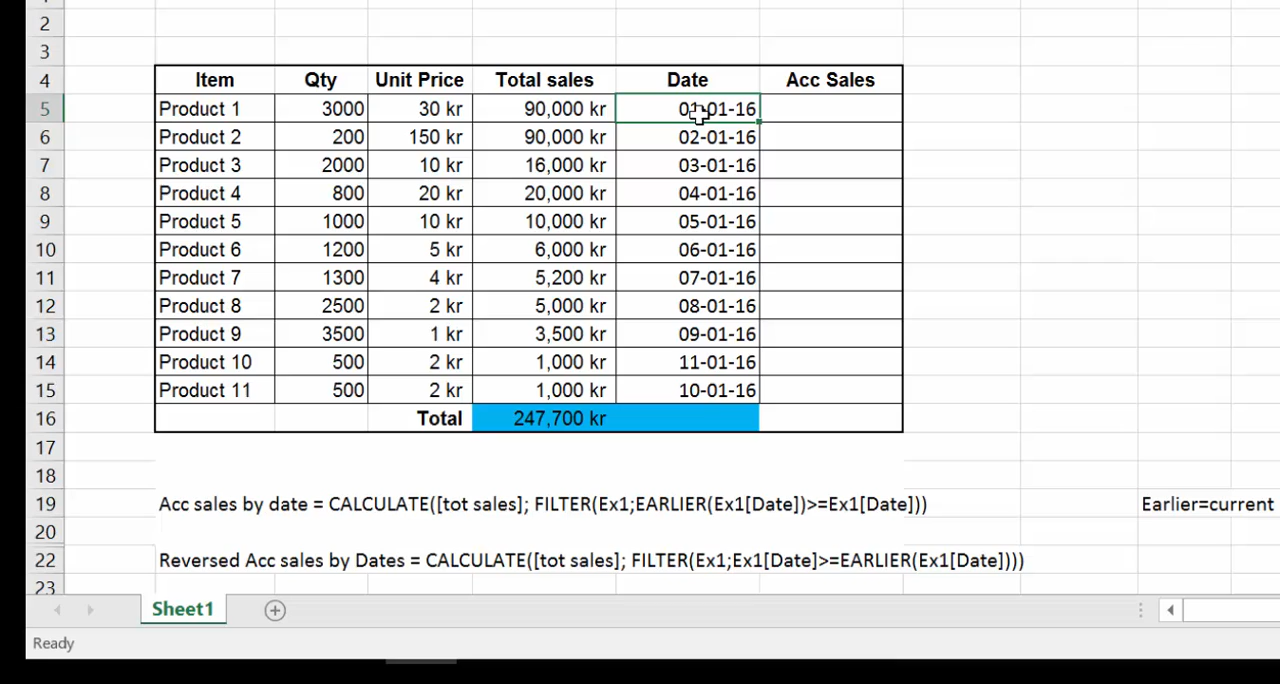 2
3
4 Item Qty Unit Price Total sales Date Acc Sales
5 Product 1 3000 30 kr 90,000 kr 01-01-16
6 Product 2 200 150 kr 90,000 kr 02-01-16
7 Product 3 2000 10 kr 16,000 kr 03-01-16
8 Product 4 800 20 kr 20,000 kr 04-01-16
9 Product 5 1000 10 kr 10,000 kr 05-01-16
10 Product 6 1200 5 kr 6,000 kr 06-01-16
11 Product 7 1300 4 kr 5,200 kr 07-01-16
12 Product 8 2500 2 kr 5,000 kr 08-01-16
13 Product 9 3500 1 kr 3,500 kr 09-01-16
14 Product 10 500 2 kr 1,000 kr 11-01-16
15 Product 11 500 2 kr 1,000 kr 10-01-16
16 Total 247,700 kr
17
18
19 Acc sales by date = CALCULATE([tot sales]; FILTER(Ex1;EARLIER(Ex1[Date])>=Ex1[Date])) Earlier=current
20
22 Reversed Acc sales by Dates = CALCULATE([tot sales]; FILTER(Ex1;Ex1[Date]>=EARLIER(Ex1[Date])))
23
Sheet1
Ready